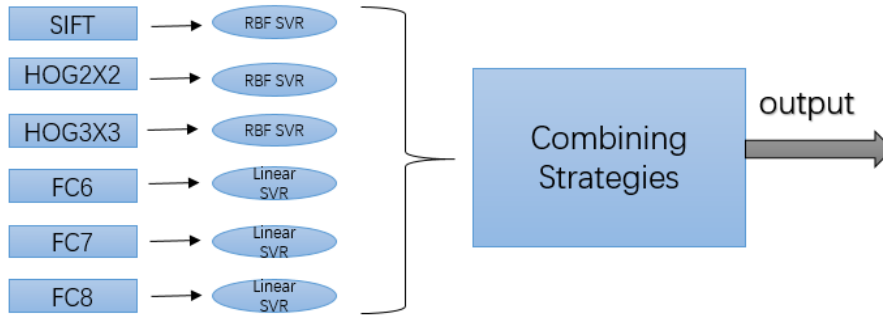 SIFT
RBF SVR
HOG2X2
RBF SVR
HOG3X3
RBF SVR
FC6
Linear
SVR
FC7
Linear
SVR
FC8
Linear
SVR
Combining
Strategies
output